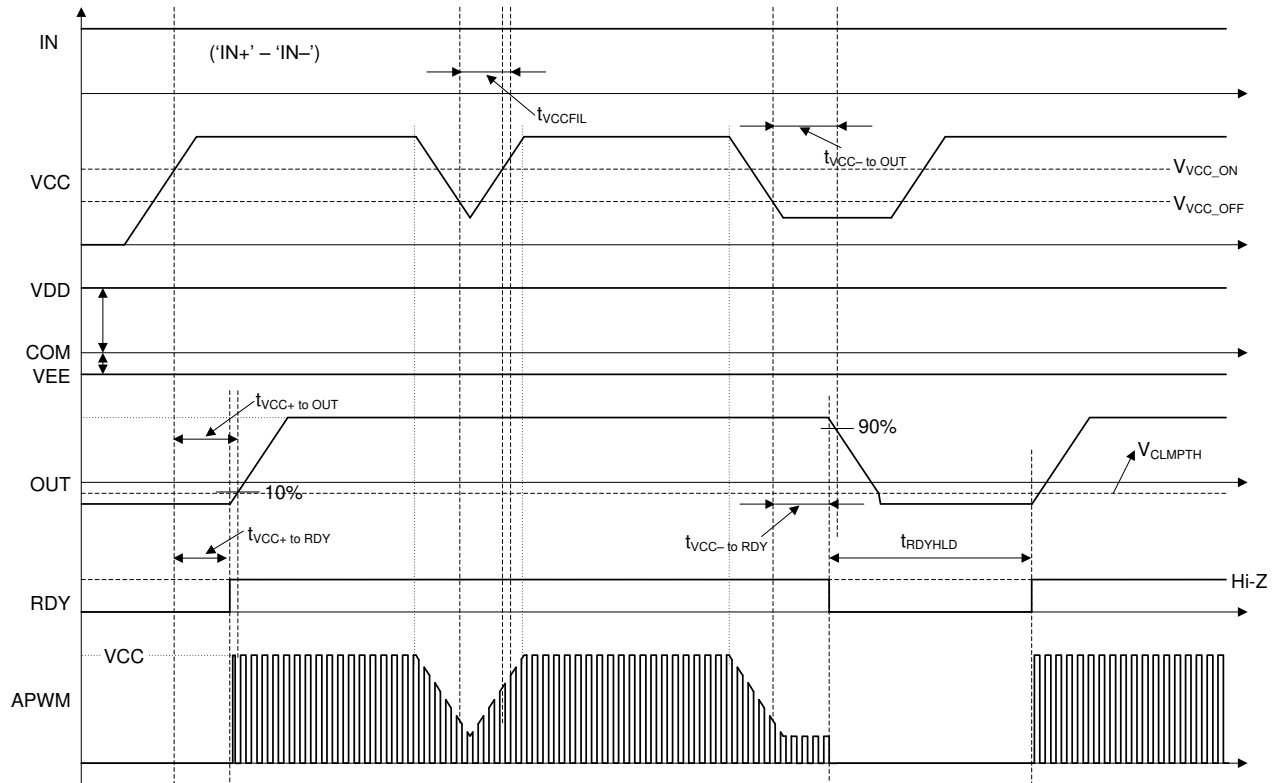 IN
('IN+' – 'IN–')
tVCCFIL
tVCC– to OUT
VCC
VVCC_ON
VVCC_OFF
VDD
COM
VEE
tVCC+ to OUT
90%
VCLMPTH
OUT
10%
tVCC+ to RDY
tVCC– to RDY
tRDYHLD
Hi-Z
RDY
VCC
APWM